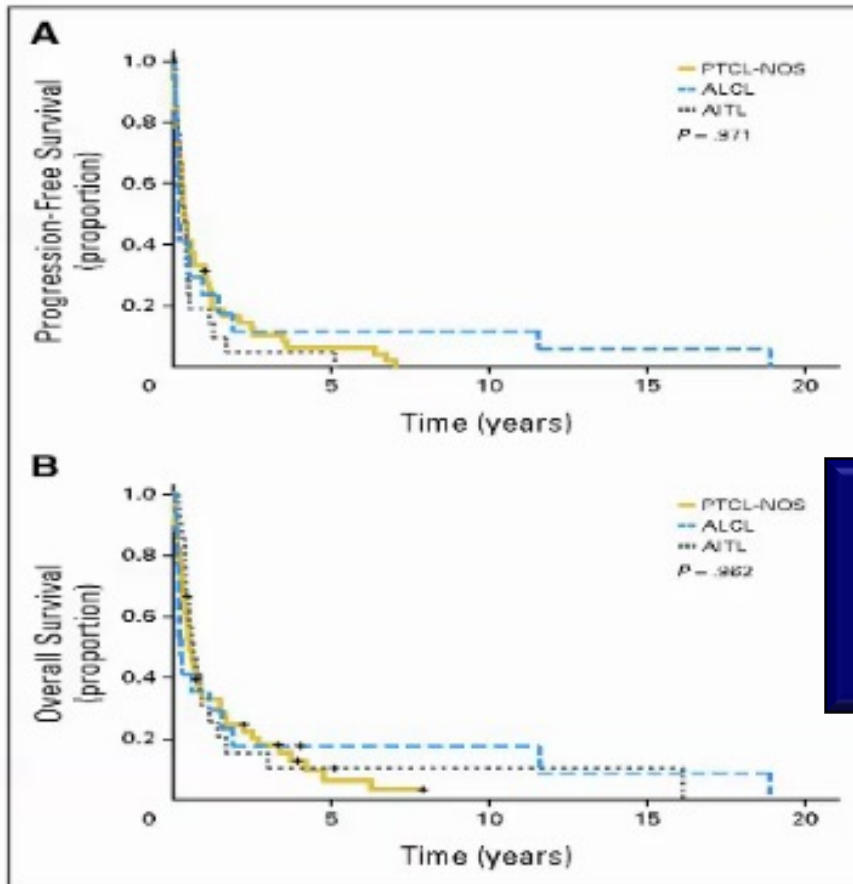 A
Progression-Free Survival
(proportion)
1.0
0.8
0.6
0.4
0.2
0
5
10
15
20
Time (years)
PTCL-NOS
ALCL
AITL
P = .971
B
Overall Survival
(proportion)
1.0
0.8
0.6
0.4
0.2
0
5
10
15
20
Time (years)
PTCL-NOS
ALCL
AITL
P = .962